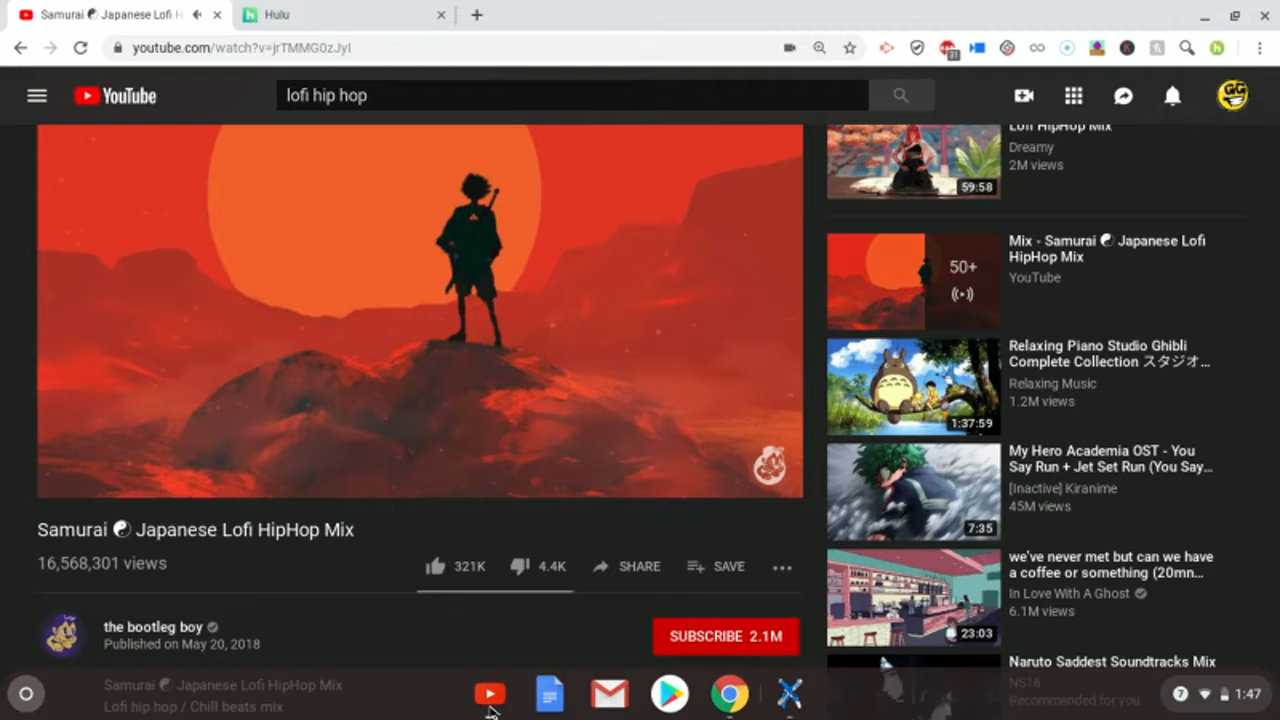 Samurai ☯ Japanese Lofi H
Hulu
youtube.com/watch?v=jrTMMG0zJyI
31
YouTube
lofi hip hop
GG
Lofi HipHop Mix
Dreamy
2M views
59:58
50+
Mix - Samurai ☯ Japanese Lofi
HipHop Mix
YouTube
Relaxing Piano Studio Ghibli
Complete Collection スタジオ...
Relaxing Music
1.2M views
1:37:59
My Hero Academia OST - You
Say Run + Jet Set Run (You Say...
[Inactive] Kiranime
45M views
7:35
we've never met but can we have
a coffee or something (20mn...
In Love With A Ghost
6.1M views
23:03
Naruto Saddest Soundtracks Mix
NS16
Recommended for you
Samurai ☯ Japanese Lofi HipHop Mix
16,568,301 views
321K 4.4K SHARE SAVE
the bootleg boy
Published on May 20, 2018
SUBSCRIBE 2.1M
Samurai ☯ Japanese Lofi HipHop Mix
Lofi hip hop / Chill beats mix
1:47